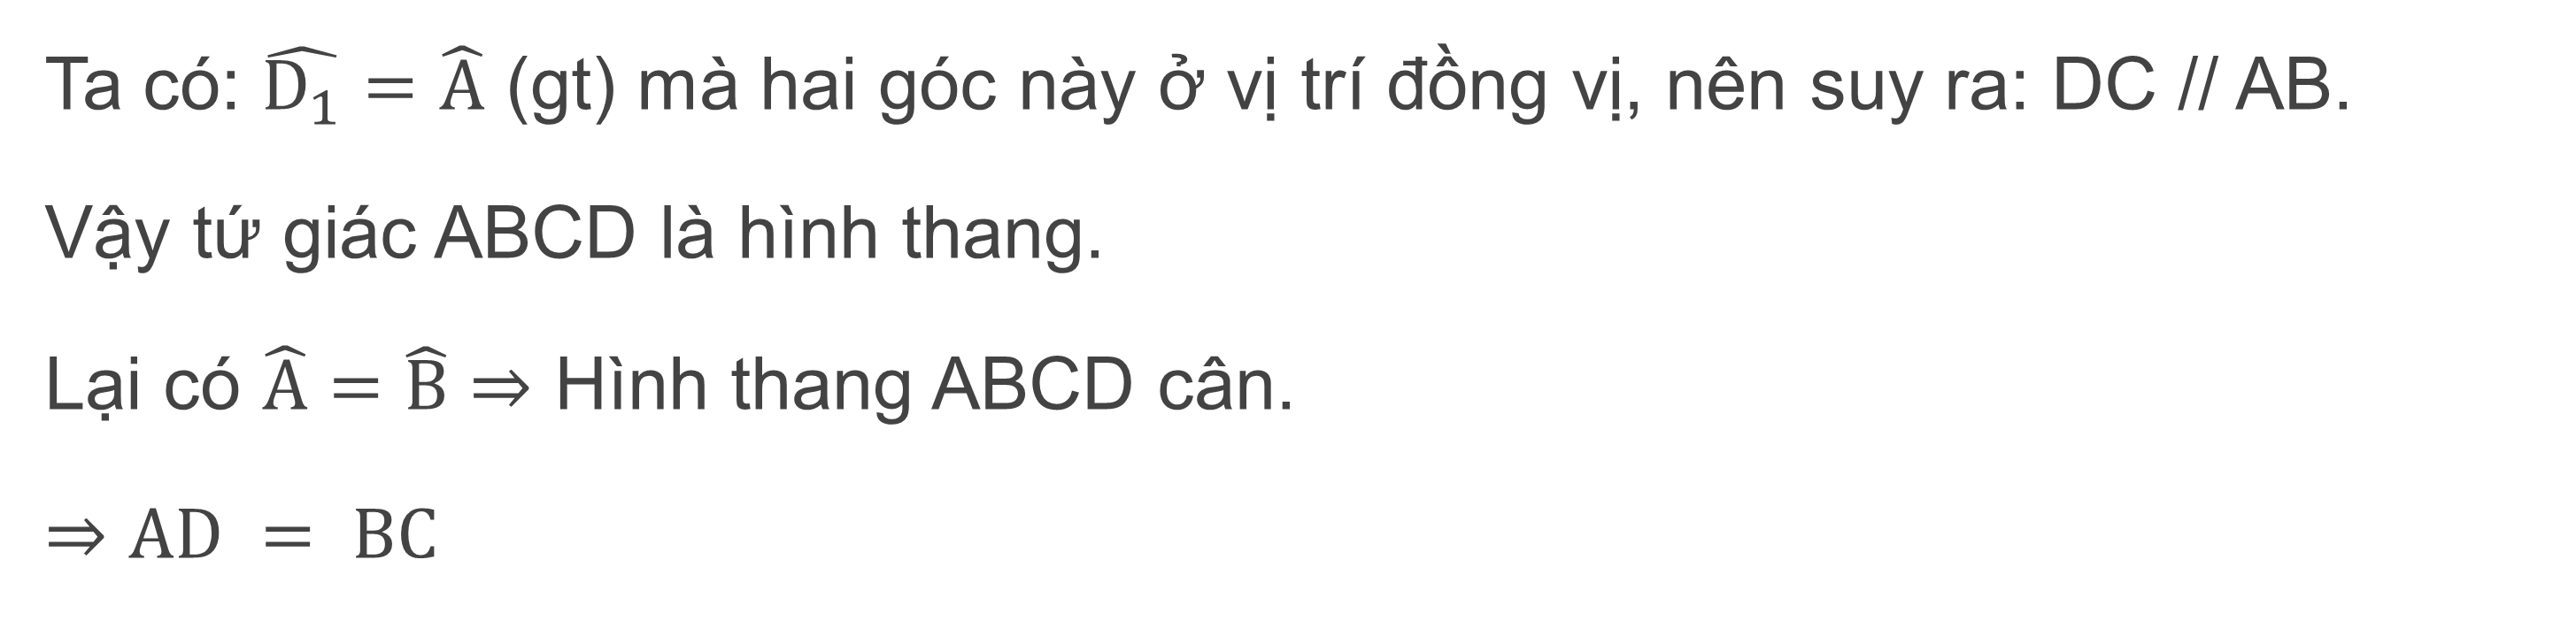 Ta có: $\widehat{D_1} = \widehat{A}$ (gt) mà hai góc này ở vị trí đồng vị, nên suy ra: DC // AB.
Vậy tứ giác ABCD là hình thang.
Lại có $\widehat{A} = \widehat{B}$ ⇒ Hình thang ABCD cân.
⇒ AD = BC